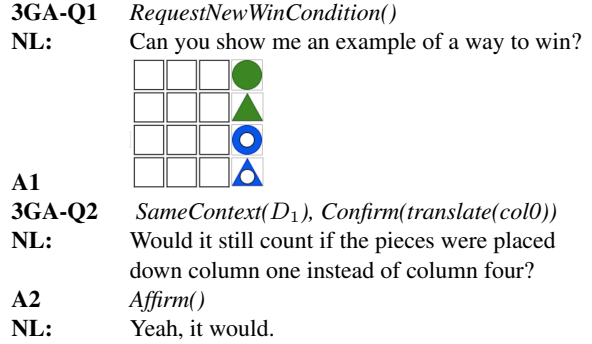 3GA-Q1 RequestNewWinCondition()
NL: Can you show me an example of a way to win?
A1
3GA-Q2 SameContext(D₁), Confirm(translate(col0))
NL: Would it still count if the pieces were placed
down column one instead of column four?
A2 Affirm()
NL: Yeah, it would.